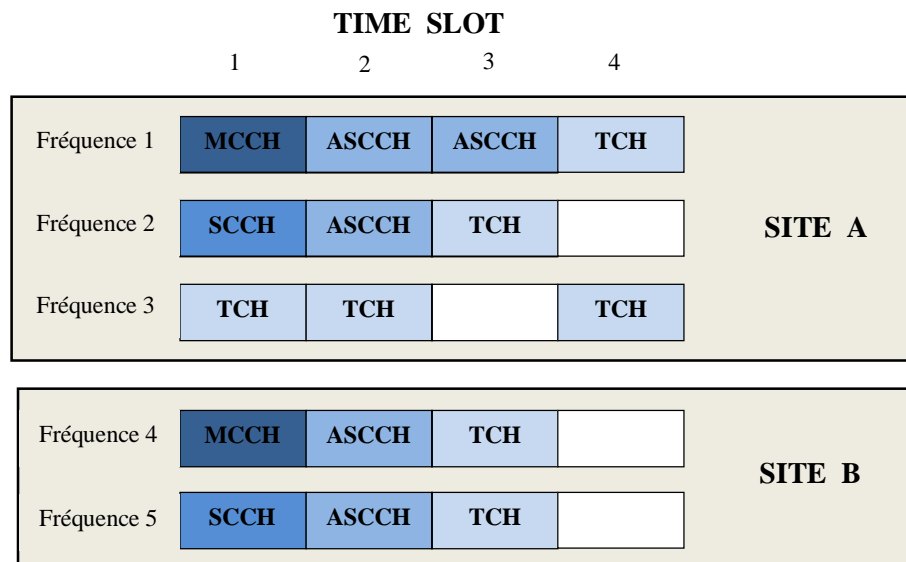 TIME SLOT
1 2 3 4
Fréquence 1 MCCH ASCCH ASCCH TCH
Fréquence 2 SCCH ASCCH TCH SITE A
Fréquence 3 TCH TCH TCH
Fréquence 4 MCCH ASCCH TCH
SITE B
Fréquence 5 SCCH ASCCH TCH